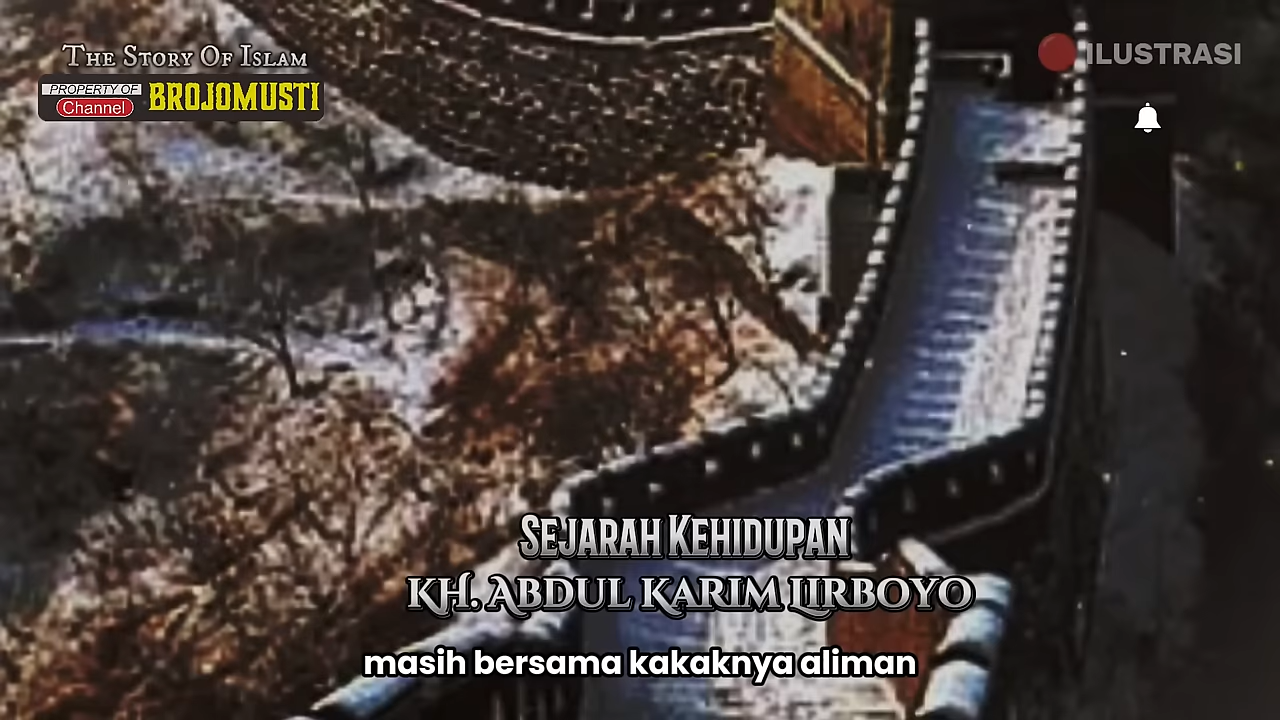 The Story Of Islam
PROPERTY OF
Channel
BROJOMUSTI
ILUSTRASI
Sejarah Kehidupan
KH. Abdul Karim Lirboyo
masih bersama kakaknya aliman